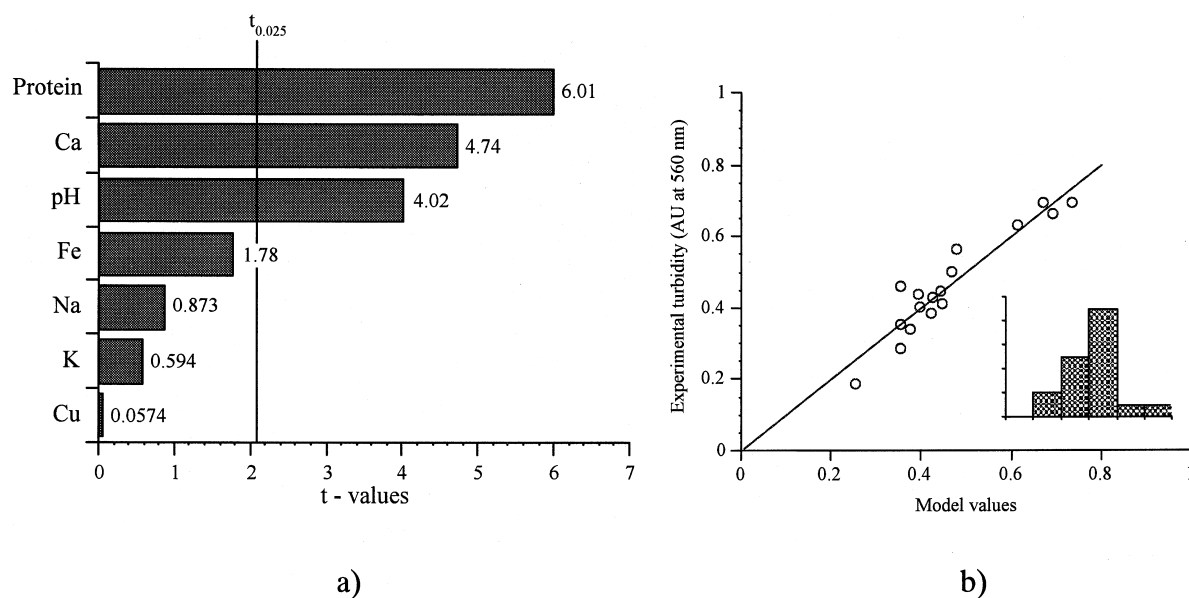 t0.025
Protein
6.01
Ca
4.74
pH
4.02
Fe
1.78
Na
0.873
K
0.594
Cu
0.0574
0 1 2 3 4 5 6 7
t - values
a)
Experimental turbidity (AU at 560 nm)
1
0.8
0.6
0.4
0.2
0
0 0.2 0.4 0.6 0.8
Model values
b)